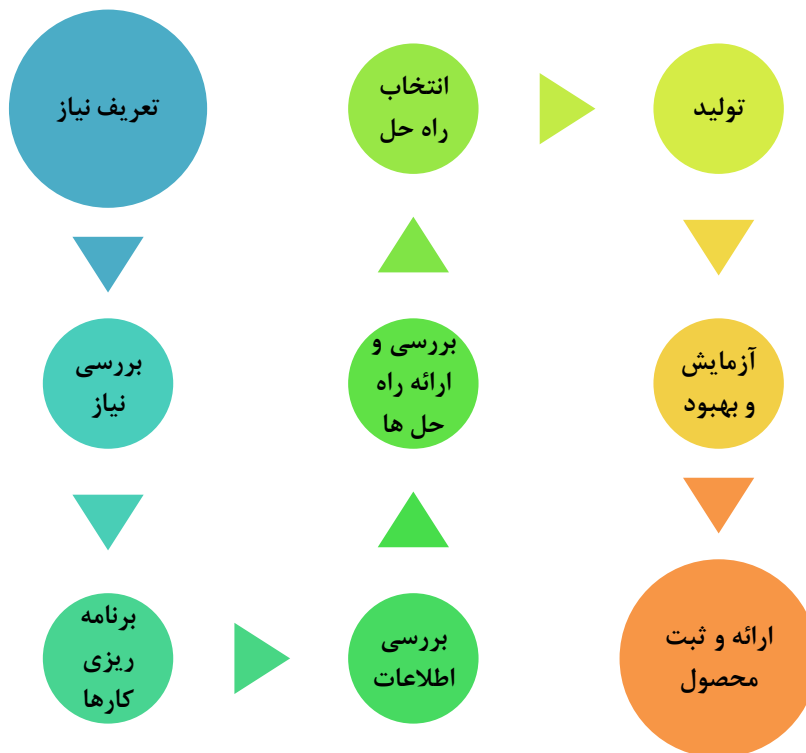 تعریف نیاز
بررسی
نیاز
برنامه
ریزی
کارها
بررسی
اطلاعات
بررسی و
ارائه راه
حل ها
انتخاب
راه حل
تولید
آزمایش
و بهبود
ارائه و ثبت
محصول